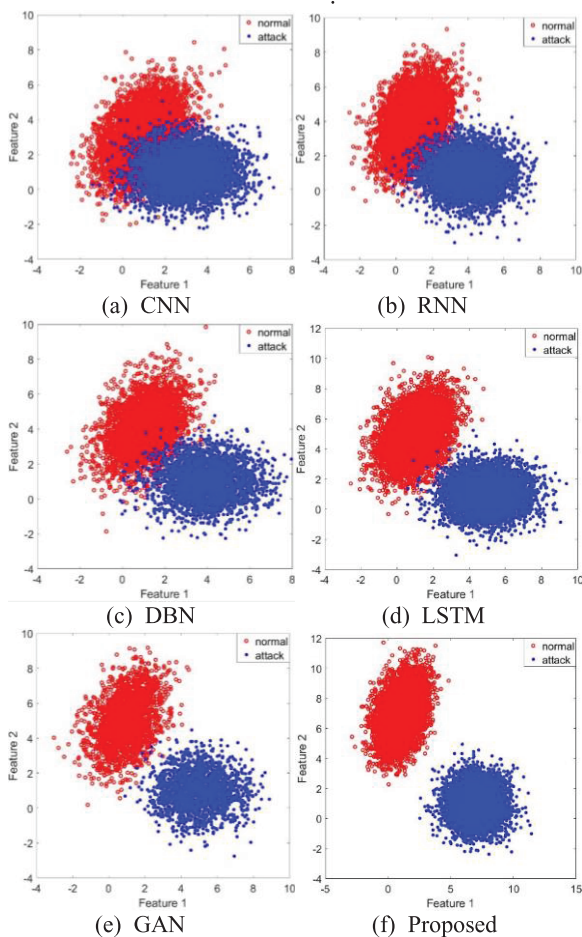 10
normal
attack
8
6
4
2
0
-2
-4
Feature 2
-4 -2 0 2 4 6 8
Feature 1
(a) CNN
10
normal
attack
8
6
4
2
0
-2
-4
Feature 2
-4 -2 0 2 4 6 8 10
Feature 1
(b) RNN
10
normal
attack
8
6
4
2
0
-2
-4
Feature 2
-4 -2 0 2 4 6 8
Feature 1
(c) DBN
12
normal
attack
10
8
6
4
2
0
-2
-4
Feature 2
-4 -2 0 2 4 6 8 10
Feature 1
(d) LSTM
10
normal
attack
8
6
4
2
0
-2
-4
Feature 2
-4 -2 0 2 4 6 8 10
Feature 1
(e) GAN
12
normal
attack
10
8
6
4
2
0
-2
-4
Feature 2
-5 0 5 10 15
Feature 1
(f) Proposed